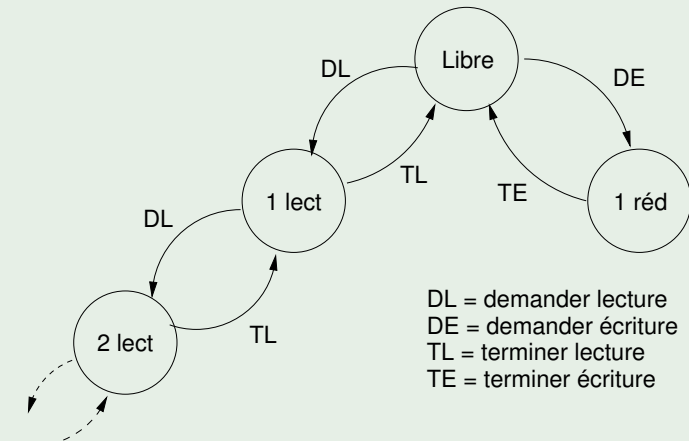 Libre
DL
DE
TL
TE
1 lect
1 réd
DL
TL
2 lect
DL = demander lecture
DE = demander écriture
TL = terminer lecture
TE = terminer écriture